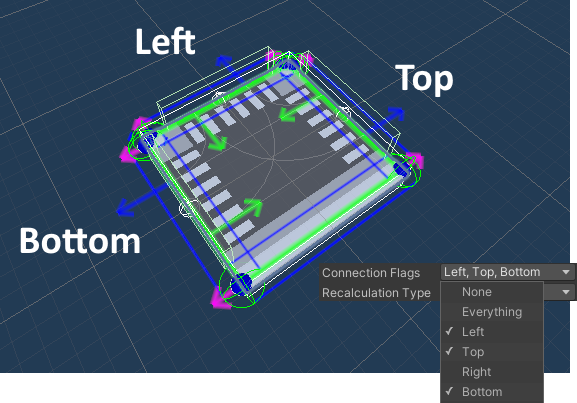 Left
Top
Bottom
Connection Flags Left, Top, Bottom
Recalculation Type
None
Everything
✓ Left
✓ Top
Right
✓ Bottom